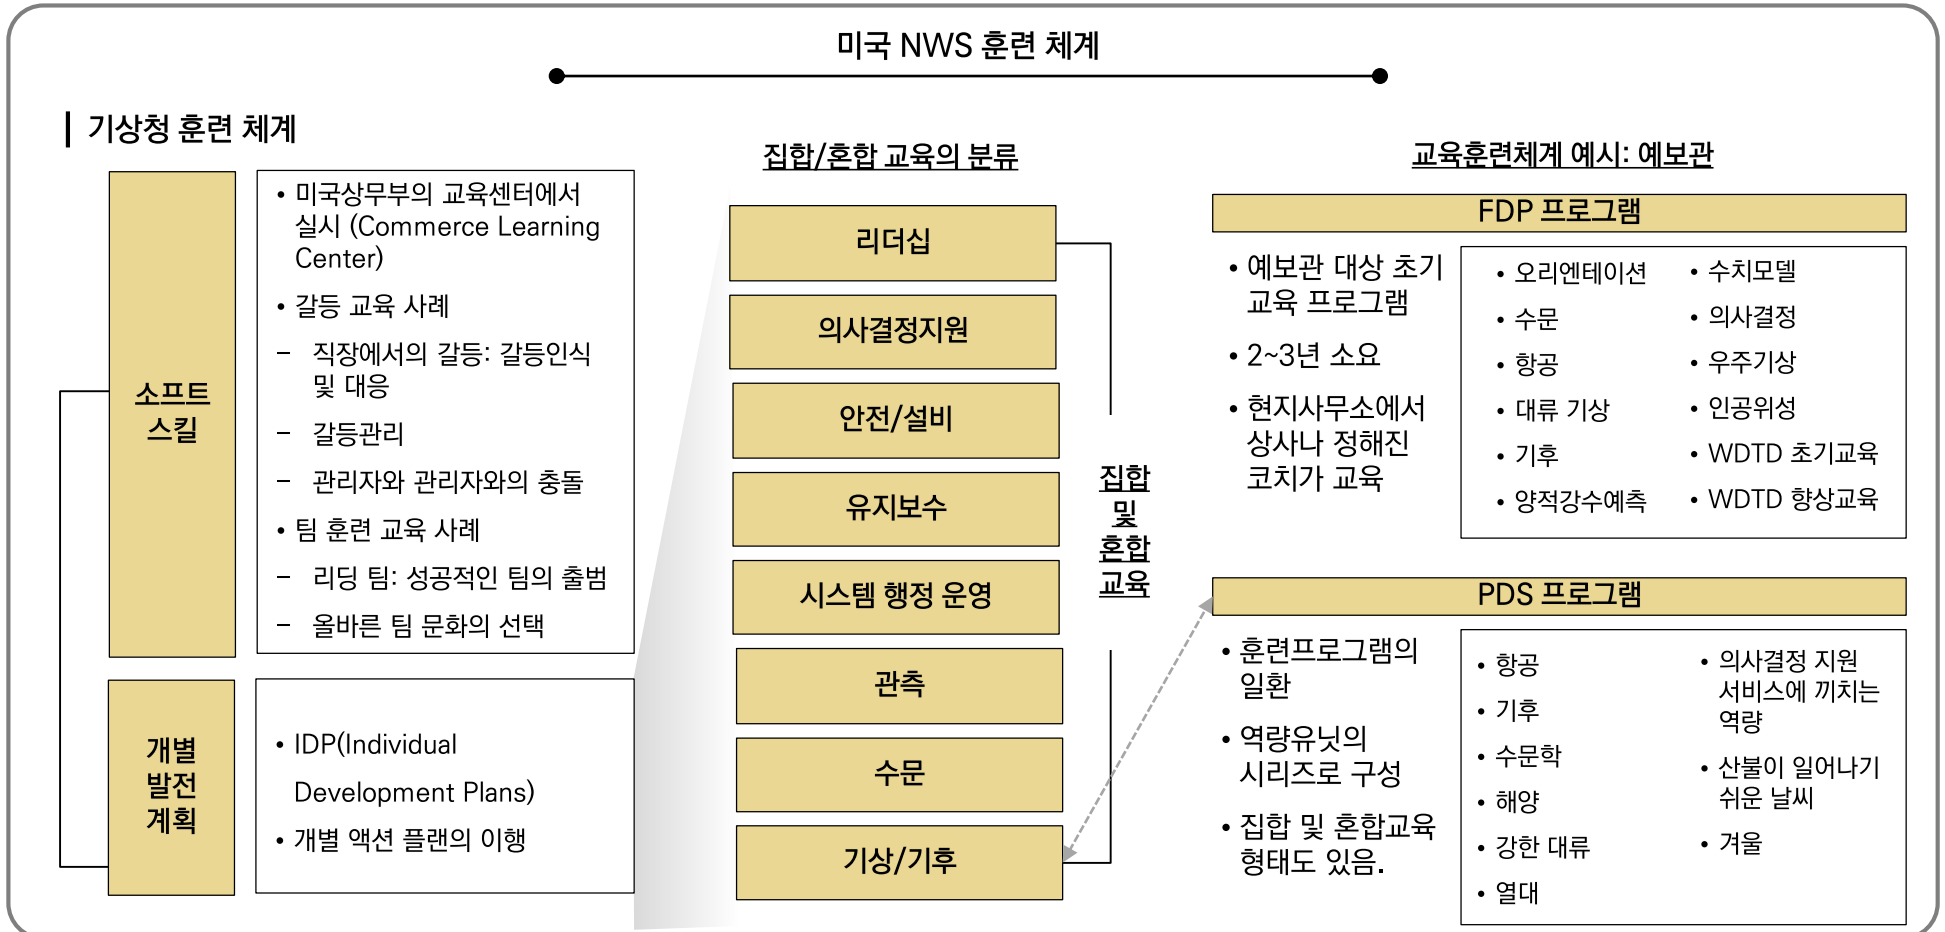 미국 NWS 훈련 체계
기상청 훈련 체계
소프트
스킬
• 미국상무부의 교육센터에서
실시 (Commerce Learning
Center)
• 갈등 교육 사례
– 직장에서의 갈등: 갈등인식
및 대응
– 갈등관리
– 관리자와 관리자와의 충돌
• 팀 훈련 교육 사례
– 리딩 팀: 성공적인 팀의 출범
– 올바른 팀 문화의 선택
개별
발전
계획
• IDP(Individual
Development Plans)
• 개별 액션 플랜의 이행
집합/혼합 교육의 분류
리더십
의사결정지원
안전/설비
유지보수
시스템 행정 운영
관측
수문
기상/기후
집합
및
혼합
교육
교육훈련체계 예시: 예보관
FDP 프로그램
• 예보관 대상 초기
교육 프로그램
• 2~3년 소요
• 현지사무소에서
상사나 정해진
코치가 교육
• 오리엔테이션
• 수문
• 항공
• 대류 기상
• 기후
• 양적강수예측
• 수치모델
• 의사결정
• 우주기상
• 인공위성
• WDTD 초기교육
• WDTD 향상교육
PDS 프로그램
• 훈련프로그램의
일환
• 역량유닛의
시리즈로 구성
• 집합 및 혼합교육
형태도 있음.
• 항공
• 기후
• 수문학
• 해양
• 강한 대류
• 열대
• 의사결정 지원
서비스에 끼치는
역량
• 산불이 일어나기
쉬운 날씨
• 겨울